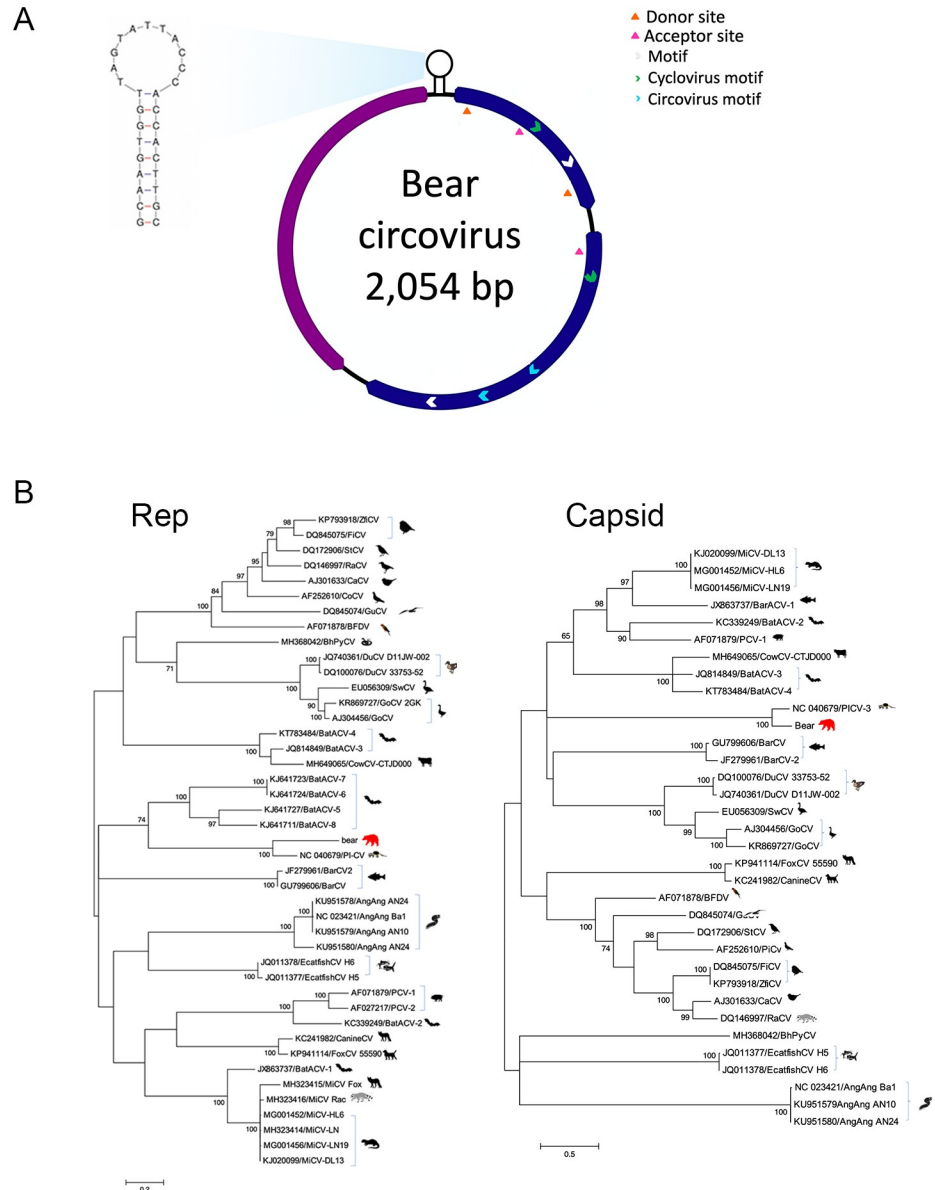 A
G C A A G T G G T T A G T A T T A C C C A C C A C T T G C
Donor site
Acceptor site
Motif
Cyclovirus motif
Circovirus motif
Bear
circovirus
2,054 bp
B
Rep
KP793918/ZfiCV
98
DQ845075/FiCV
79
DQ172906/StCV
95
DQ146997/RaCV
97
AJ301633/CaCV
84
AF252610/CoCV
100
DQ845074/GuCV
AF071878/BFDV
MH368042/BhPyCV
71
JQ740361/DuCV D11JW-002
100
DQ100076/DuCV 33753-52
100
EU056309/SwCV
90
KR869727/GoCV 2GK
100
AJ304456/GoCV
KT783484/BatACV-4
100
JQ814849/BatACV-3
MH649065/CowCV-CTJD000
KJ641723/BatACV-7
100
KJ641724/BatACV-6
100
KJ641727/BatACV-5
97
KJ641711/BatACV-8
74
bear
100
NC 040679/PI-CV
JF279961/BarCV2
100
GU799606/BarCV
KU951578/AngAng AN24
100
NC 023421/AngAng Ba1
KU951579/AngAng AN10
100
KU951580/AngAng AN24
JQ011378/EcatfishCV H6
100
JQ011377/EcatfishCV H5
AF071879/PCV-1
100
AF027217/PCV-2
100
KC339249/BatACV-2
KC241982/CanineCV
100
KP941114/FoxCV 55590
JX863737/BatACV-1
MH323415/MiCV Fox
100
MH323416/MiCV Rac
MG001452/MiCV-HL6
100
MH323414/MiCV-LN
MG001456/MiCV-LN19
KJ020099/MiCV-DL13
0.2
Capsid
KJ020099/MiCV-DL13
100
MG001452/MiCV-HL6
97
MG001456/MiCV-LN19
JX863737/BarACV-1
98
KC339249/BatACV-2
90
AF071879/PCV-1
65
MH649065/CowCV-CTJD000
JQ814849/BatACV-3
100
KT783484/BatACV-4
NC 040679/PICV-3
100
Bear
GU799606/BarCV
100
JF279961/BarCV-2
DQ100076/DuCV 33753-52
100
JQ740361/DuCV D11JW-002
100
EU056309/SwCV
99
AJ304456/GoCV
100
KR869727/GoCV
KP941114/FoxCV 55590
100
KC241982/CanineCV
AF071878/BFDV
DQ845074/G
100
DQ172906/StCV
98
74
AF252610/PiCv
DQ845075/FiCV
100
KP793918/ZfiCV
AJ301633/CaCV
100
99
DQ146997/RaCV
MH368042/BhPyCV
JQ011377/EcatfishCV H5
100
JQ011378/EcatfishCV H6
NC 023421/AngAng Ba1
KU951579AngAng AN10
100
KU951580/AngAng AN24
0.5